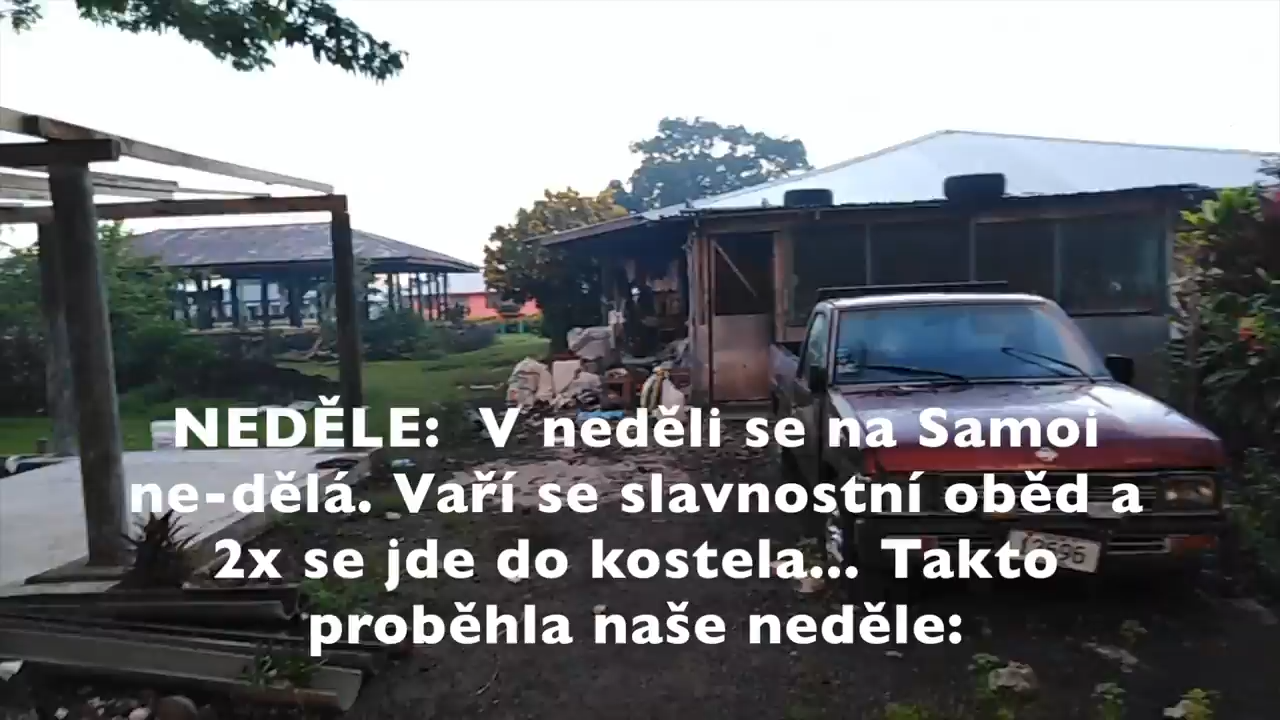 NEDĚLE: V neděli se na Samoi
ne-dělá. Vaří se slavnostní oběd a
2x se jde do kostela... Takto
proběhla naše neděle: